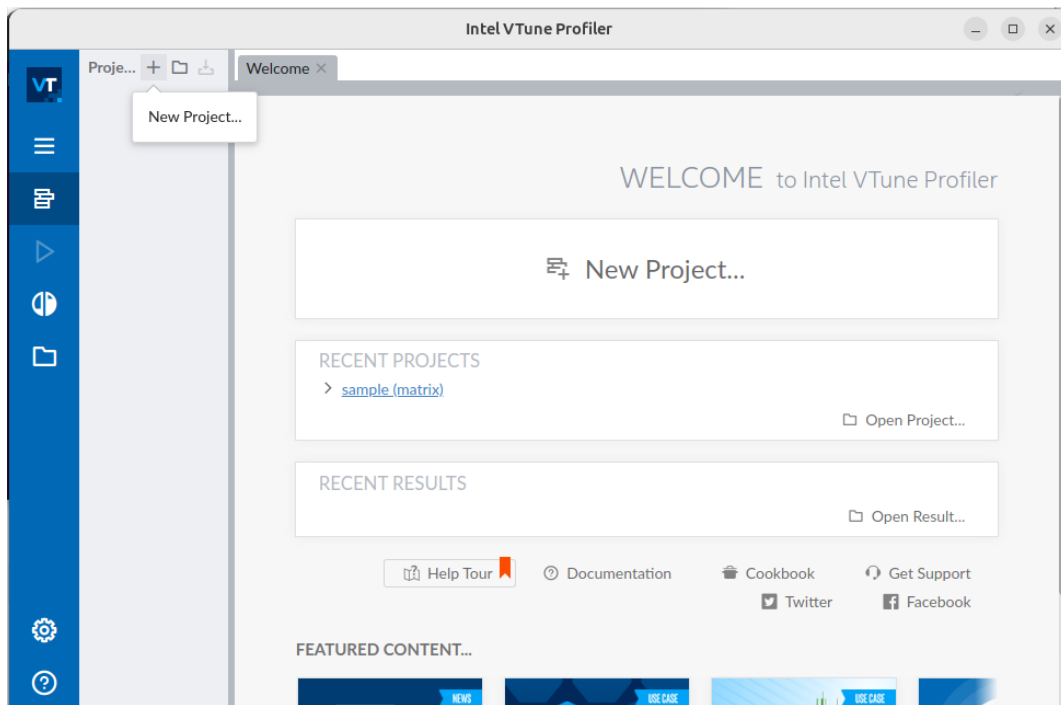 Intel VTune Profiler
Proje...
Welcome
VT
New Project...
WELCOME to Intel VTune Profiler
New Project...
RECENT PROJECTS
sample (matrix)
Open Project...
RECENT RESULTS
Open Result...
Help Tour Documentation Cookbook Get Support
Twitter Facebook
FEATURED CONTENT...
NEWS USE CASE USE CASE